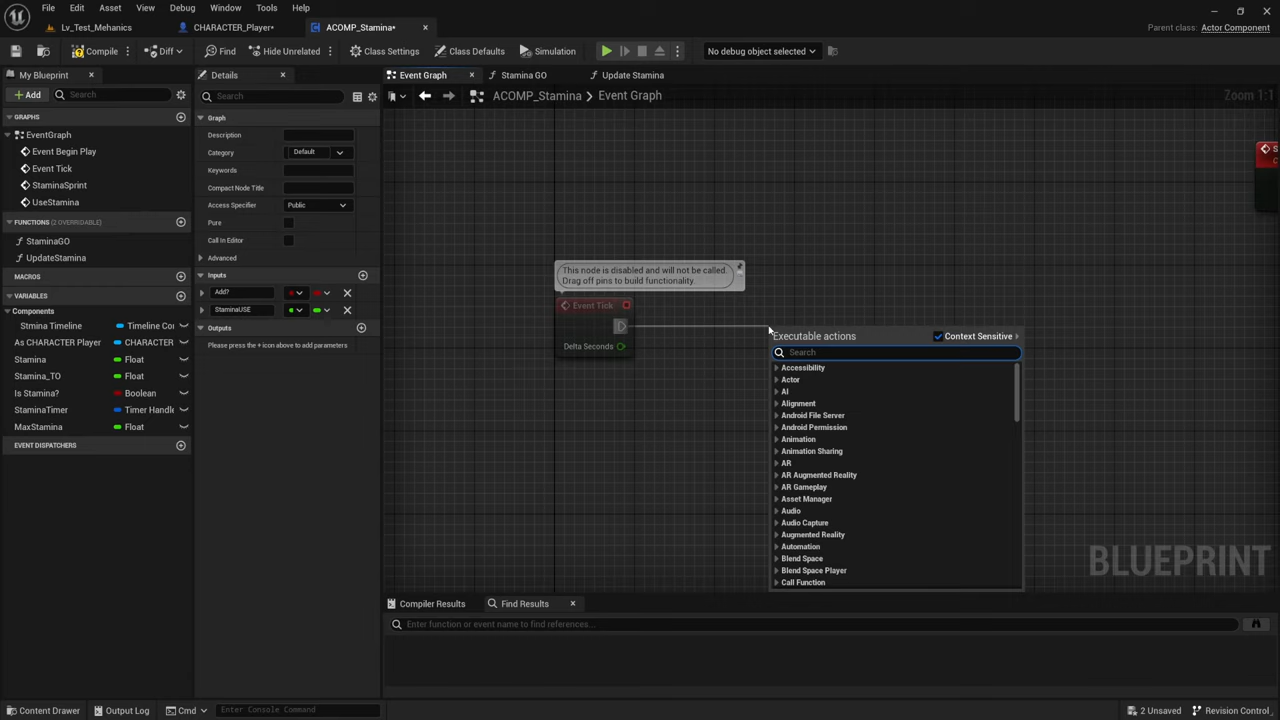 File Edit Asset View Debug Window Tools Help
Lv_Test_Mehanics CHARACTER_Player* ACOMP_Stamina*
Parent class: Actor Component
Compile Diff Find Hide Unrelated Class Settings Class Defaults Simulation No debug object selected
My Blueprint
Add Search
GRAPHS
EventGraph
Event Begin Play
Event Tick
StaminaSprint
UseStamina
FUNCTIONS (2 OVERRIDABLE)
StaminaGO
UpdateStamina
MACROS
VARIABLES
Components
Stmina Timeline Timeline Cor
As CHARACTER Player CHARACTER
Stamina Float
Stamina_TO Float
Is Stamina? Boolean
StaminaTimer Timer Handle
MaxStamina Float
EVENT DISPATCHERS
Details
Search
Graph
Description
Category Default
Keywords
Compact Node Title
Access Specifier Public
Pure
Call In Editor
Advanced
Inputs
Add?
StaminaUSE
Outputs
Please press the + icon above to add parameters
Event Graph Stamina GO Update Stamina
ACOMP_Stamina > Event Graph
Zoom 1:1
This node is disabled and will not be called.
Drag off pins to build functionality.
Event Tick
Delta Seconds
Executable actions Context Sensitive
Search
Accessibility
Actor
AI
Alignment
Android File Server
Android Permission
Animation
Animation Sharing
AR
AR Augmented Reality
AR Gameplay
Asset Manager
Audio
Audio Capture
Augmented Reality
Automation
Blend Space
Blend Space Player
Call Function
BLUEPRINT
Compiler Results Find Results
Enter function or event name to find references...
Content Drawer Output Log Cmd Enter Console Command
2 Unsaved Revision Control